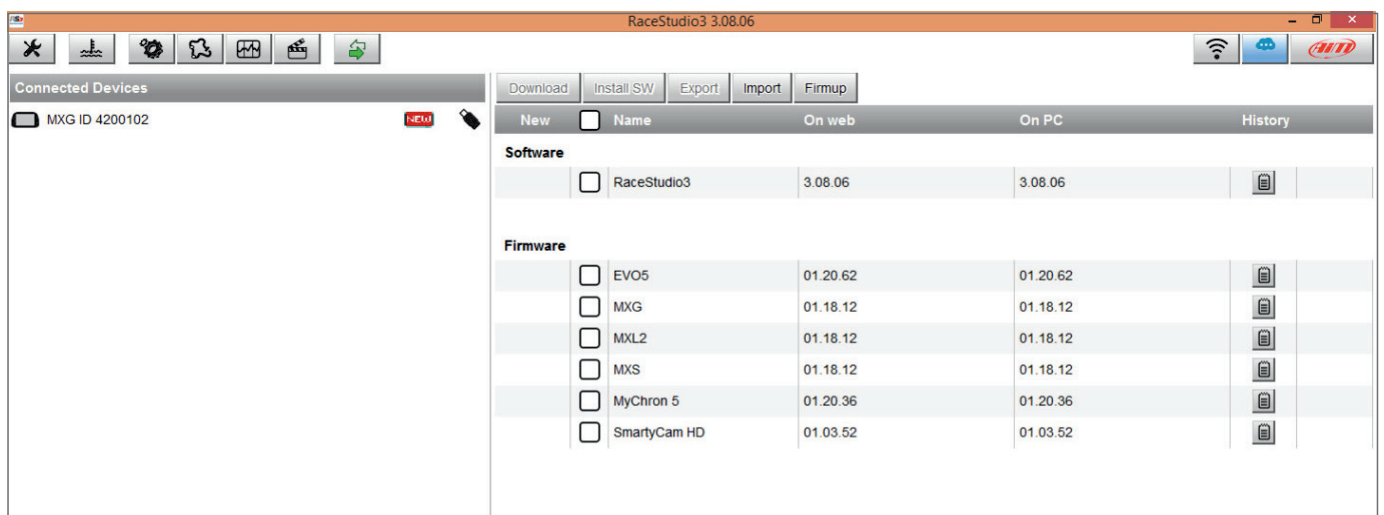 RaceStudio3 3.08.06
AiM
Connected Devices
Download Install SW Export Import Firmup
MXG ID 4200102 NEW
New Name On web On PC History
Software
RaceStudio3 3.08.06 3.08.06
Firmware
EVO5 01.20.62 01.20.62
MXG 01.18.12 01.18.12
MXL2 01.18.12 01.18.12
MXS 01.18.12 01.18.12
MyChron 5 01.20.36 01.20.36
SmartyCam HD 01.03.52 01.03.52